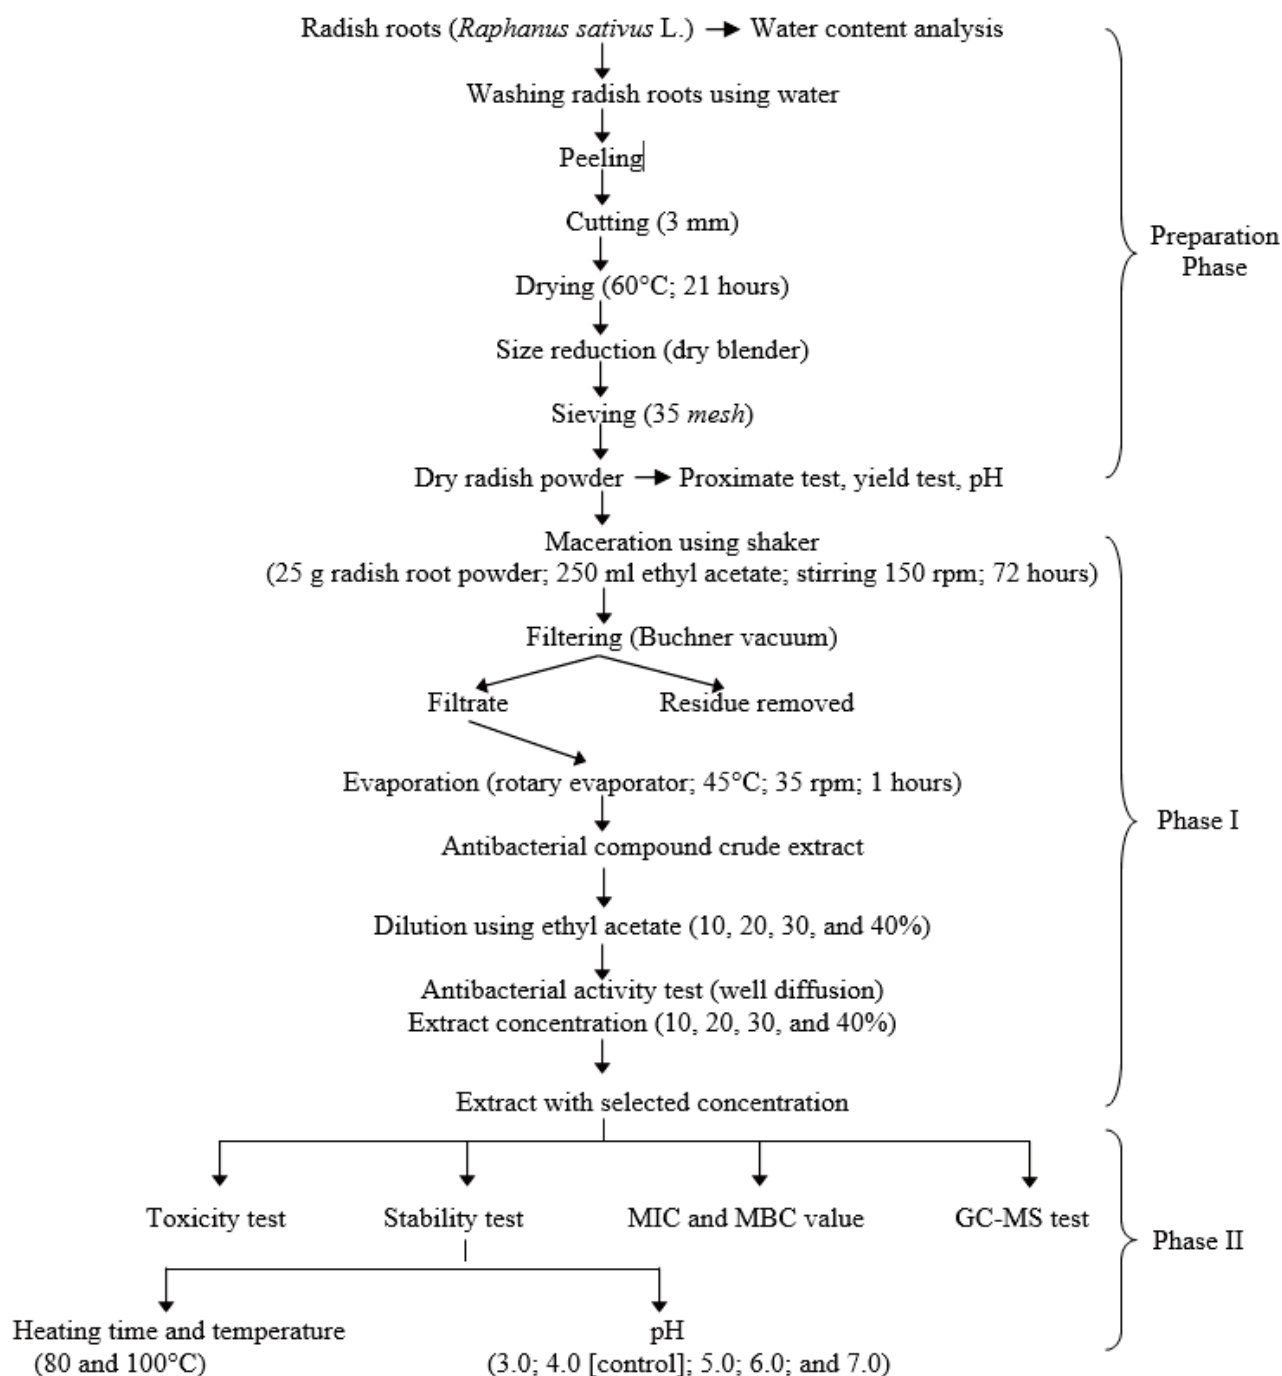 Radish roots (Raphanus sativus L.) → Water content analysis
Washing radish roots using water
Peeling
Cutting (3 mm)
Drying (60°C; 21 hours)
Preparation
Phase
Size reduction (dry blender)
Sieving (35 mesh)
Dry radish powder → Proximate test, yield test, pH
Maceration using shaker
(25 g radish root powder; 250 ml ethyl acetate; stirring 150 rpm; 72 hours)
Filtering (Buchner vacuum)
Filtrate
Residue removed
Evaporation (rotary evaporator; 45°C; 35 rpm; 1 hours)
Phase I
Antibacterial compound crude extract
Dilution using ethyl acetate (10, 20, 30, and 40%)
Antibacterial activity test (well diffusion)
Extract concentration (10, 20, 30, and 40%)
Extract with selected concentration
Toxicity test
Stability test
MIC and MBC value
GC-MS test
Phase II
Heating time and temperature
(80 and 100°C)
pH
(3.0; 4.0 [control]; 5.0; 6.0; and 7.0)